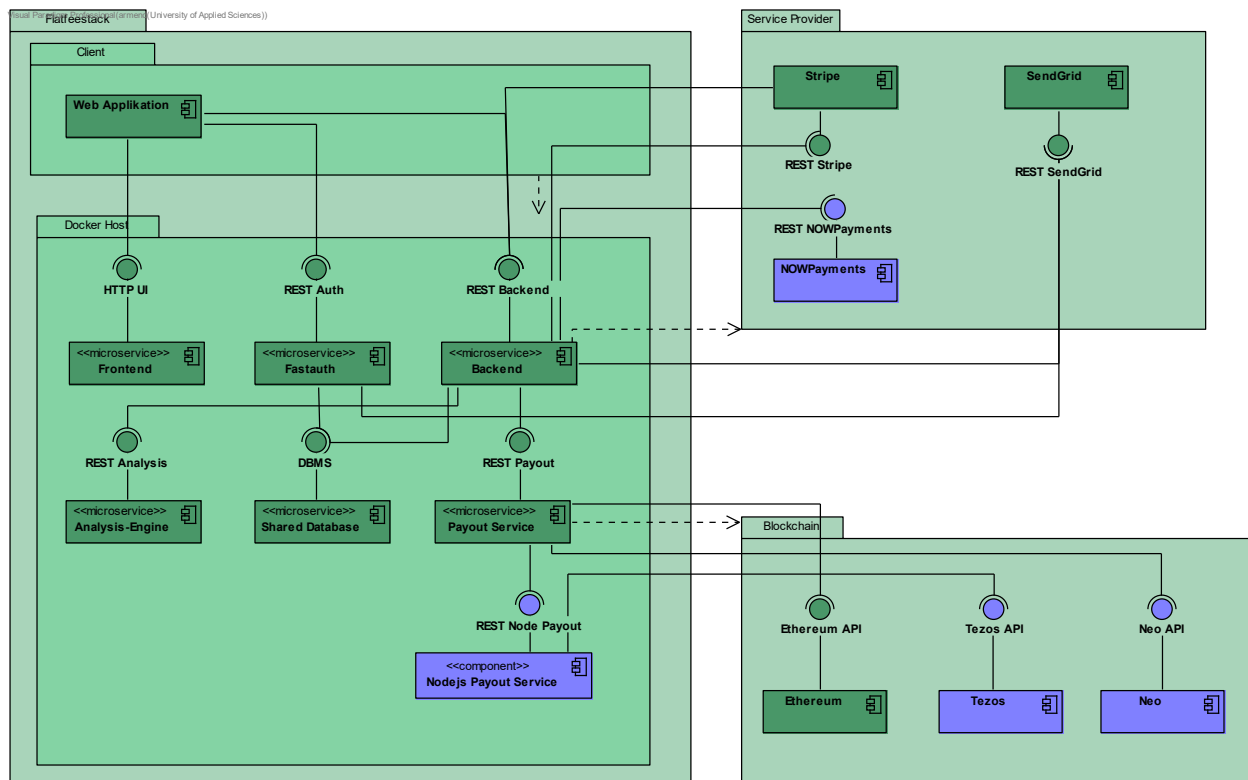 Visual Paradigm Professional(armend(University of Applied Sciences))
Flatfeestack
Client
Web Applikation
Service Provider
Stripe
SendGrid
REST Stripe
REST SendGrid
REST NOWPayments
NOWPayments
Docker Host
HTTP UI
REST Auth
REST Backend
<<microservice>>
Frontend
<<microservice>>
Fastauth
<<microservice>>
Backend
REST Analysis
DBMS
REST Payout
<<microservice>>
Analysis-Engine
<<microservice>>
Shared Database
<<microservice>>
Payout Service
REST Node Payout
<<component>>
Nodejs Payout Service
Blockchain
Ethereum API
Tezos API
Neo API
Ethereum
Tezos
Neo